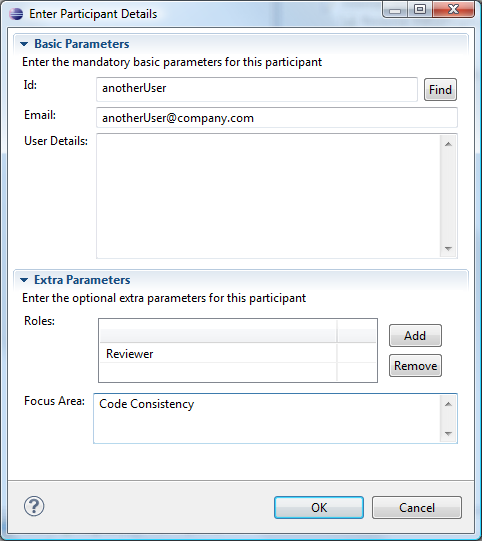 Enter Participant Details
Basic Parameters
Enter the mandatory basic parameters for this participant
Id: anotherUser Find
Email: anotherUser@company.com
User Details:
Extra Parameters
Enter the optional extra parameters for this participant
Roles:
Add
Reviewer
Remove
Focus Area: Code Consistency
? OK Cancel